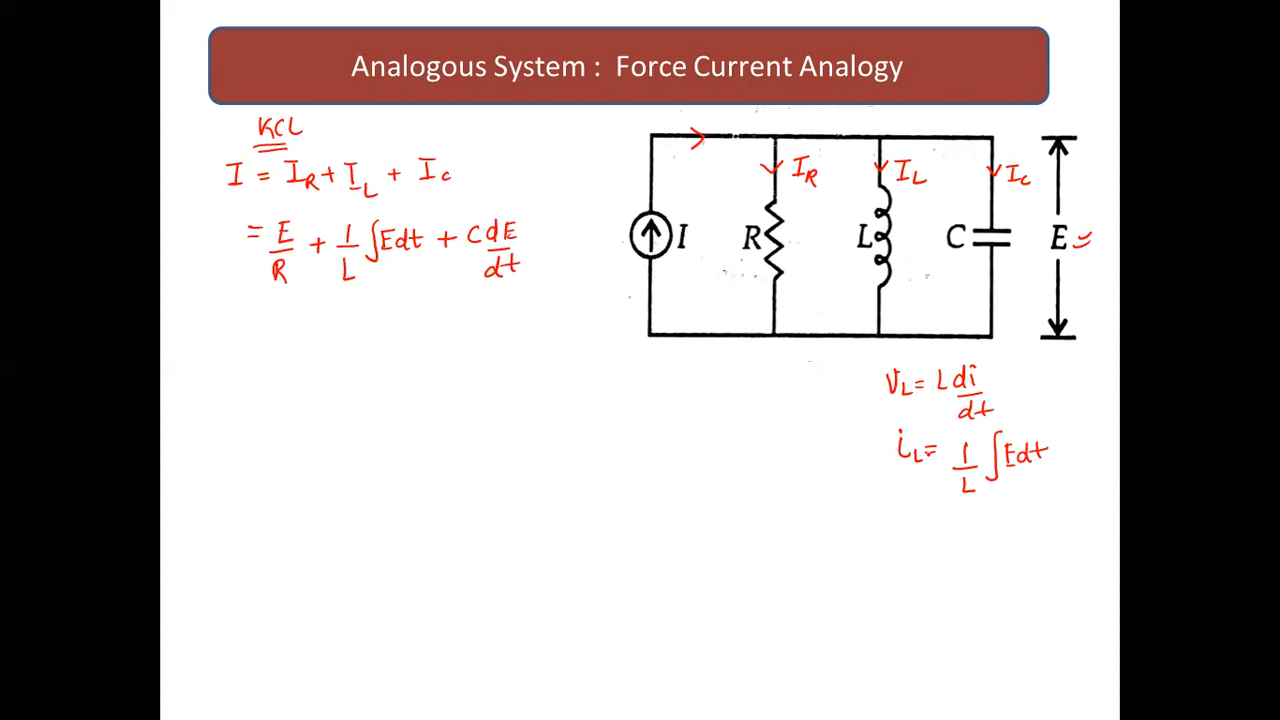 Analogous System : Force Current Analogy
KCL
I = I_R + I_L + I_C
= E/R + 1/L ∫Edt + C dE/dt
I_R
I_L
I_C
I
R
L
C
E
V_L = L di/dt
i_L = 1/L ∫Edt